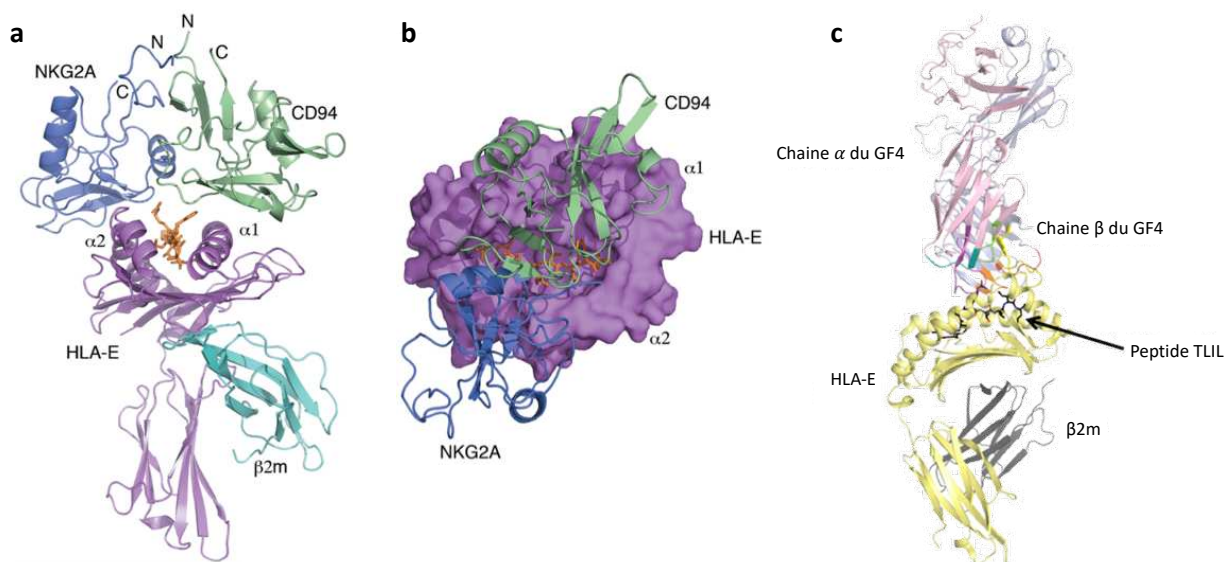 a
N
N
C
NKG2A
C
CD94
α2
α1
HLA-E
β2m
b
CD94
α1
HLA-E
α2
NKG2A
c
Chaine α du GF4
Chaine β du GF4
Peptide TLIL
HLA-E
β2m